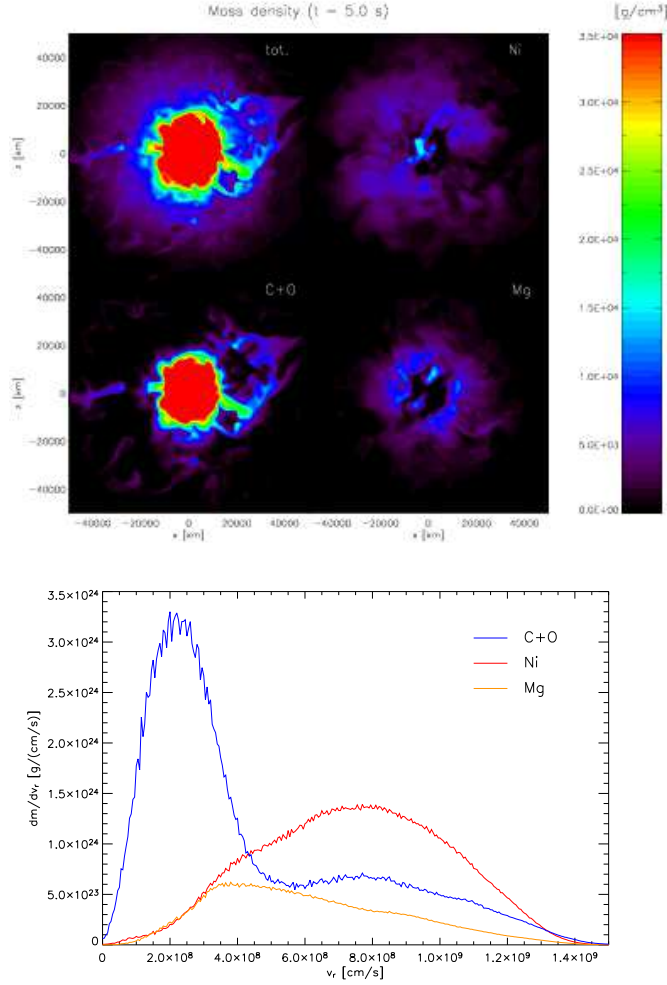 Mass density (t - 5.0 s)
[g/cm³]
tot.
Ni
3.5E+04
3.0E+04
2.5E+04
2.0E+04
1.5E+04
1.0E+04
5.0E+03
0.0E+00
40000
20000
0
-20000
-40000
z [km]
C+O
Mg
40000
20000
0
-20000
-40000
z [km]
-40000 -20000 0 20000 40000
-40000 -20000 0 20000 40000
x [km]
x [km]
3.5×10²⁴
3.0×10²⁴
2.5×10²⁴
2.0×10²⁴
1.5×10²⁴
1.0×10²⁴
5.0×10²³
0
dm/dvᵣ [g/(cm/s)]
C+O
Ni
Mg
0 2.0×10⁸ 4.0×10⁸ 6.0×10⁸ 8.0×10⁸ 1.0×10⁹ 1.2×10⁹ 1.4×10⁹
vᵣ [cm/s]